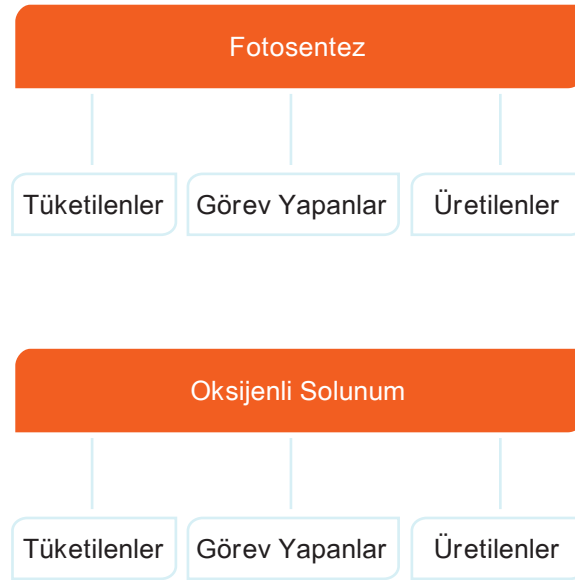 Fotosentez
Tüketilenler Görev Yapanlar Üretilenler
Oksijenli Solunum
Tüketilenler Görev Yapanlar Üretilenler